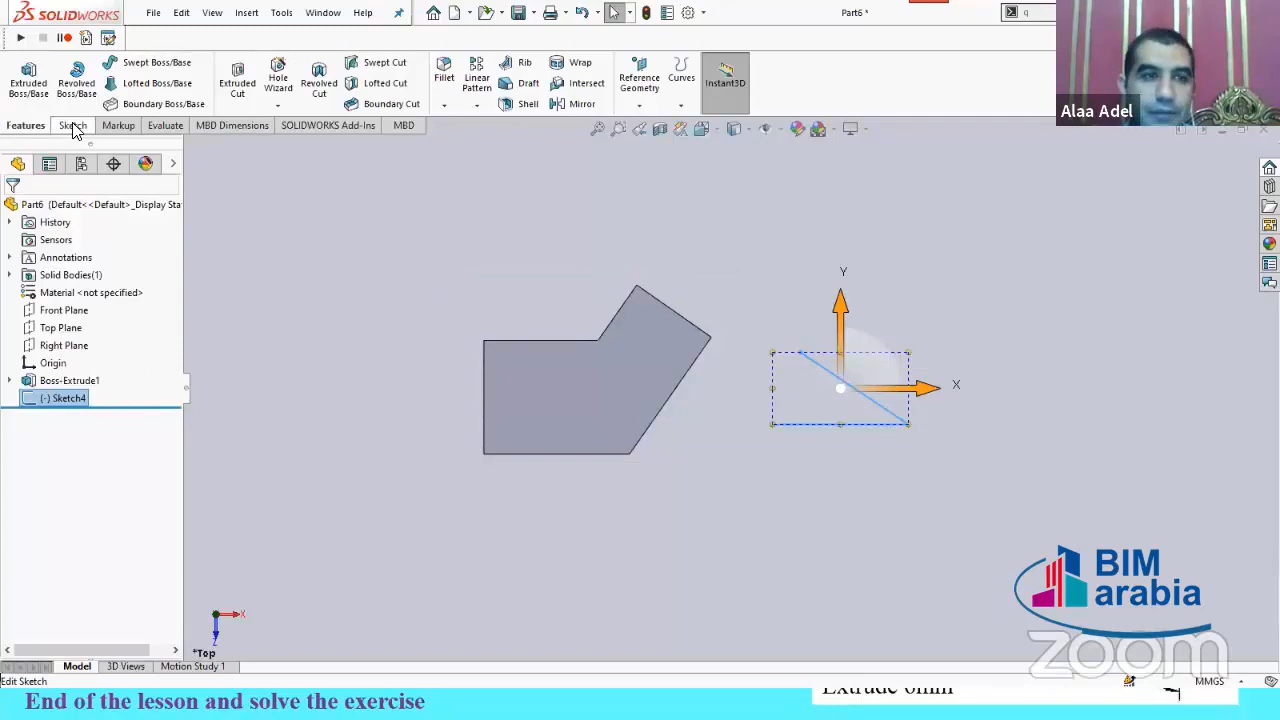 SOLIDWORKS
File Edit View Insert Tools Window Help
Part6 *
q
Extruded Boss/Base
Revolved Boss/Base
Swept Boss/Base
Lofted Boss/Base
Boundary Boss/Base
Extruded Cut
Hole Wizard
Revolved Cut
Swept Cut
Lofted Cut
Boundary Cut
Fillet
Linear Pattern
Rib
Draft
Shell
Wrap
Intersect
Mirror
Reference Geometry
Curves
Instant3D
Alaa Adel
Features Sketch Markup Evaluate MBD Dimensions SOLIDWORKS Add-Ins MBD
Part6 (Default<<Default>_Display Sta
History
Sensors
Annotations
Solid Bodies(1)
Material <not specified>
Front Plane
Top Plane
Right Plane
Origin
Boss-Extrude1
(-) Sketch4
Y
X
X
Z
*Top
BIM
arabia
zoom
Model 3D Views Motion Study 1
Edit Sketch
MMGS
End of the lesson and solve the exercise